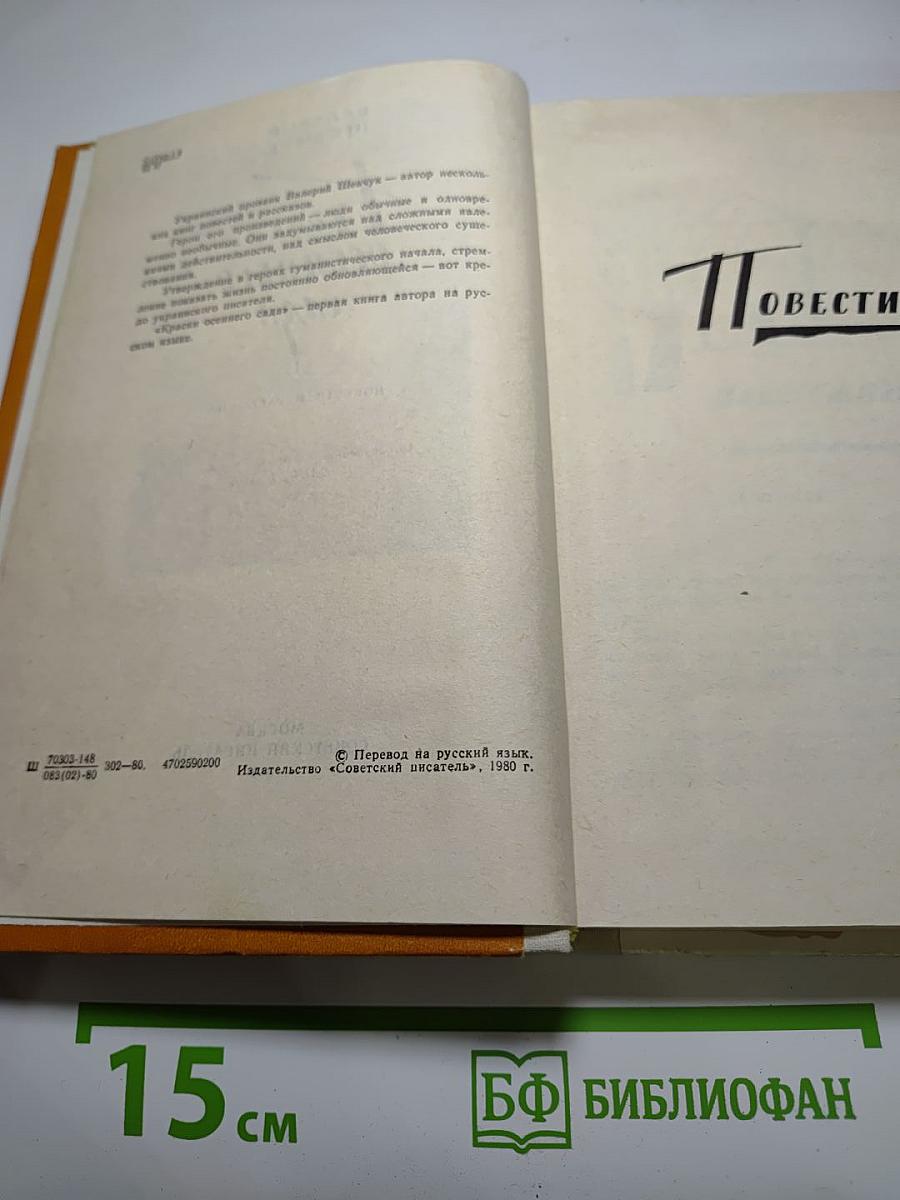 Украинский прозаик Валерий Шевчук — автор несколь-
ких книг повестей и рассказов.
Герои его произведений — люди обычные и одновре-
менно необычные. Они задумываются над сложными явле-
ниями действительности, над смыслом человеческого суще-
ствования.
Утверждение в героях гуманистического начала, стрем-
ление показать жизнь постоянно обновляющейся — вот кре-
до украинского писателя.
«Краски осеннего сада» — первая книга автора на рус-
ском языке.
Ш 70303-148
083(02)-80 302—80. 4702590200
© Перевод на русский язык.
Издательство «Советский писатель», 1980 г.
ПОВЕСТИ
15 см
БФ БИБЛИОФАН